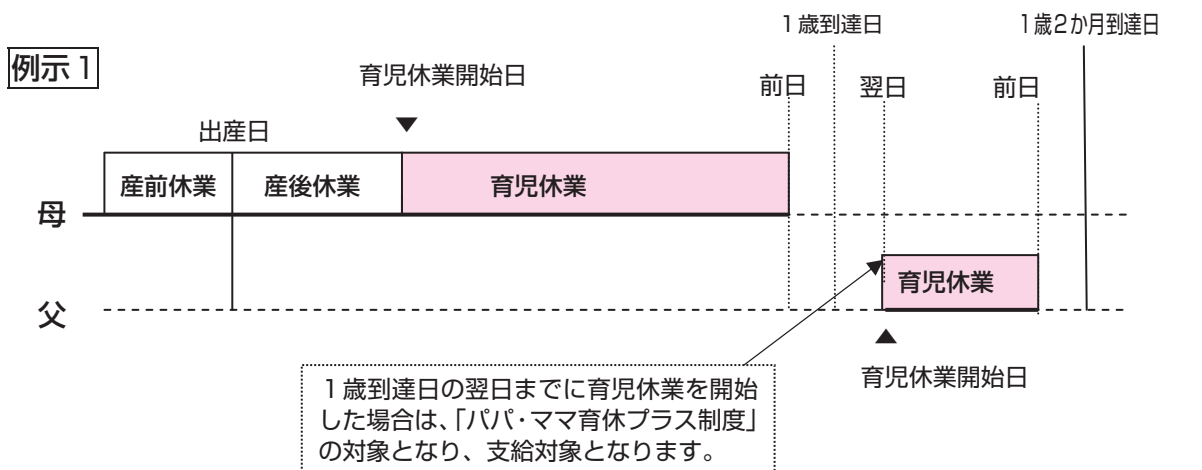 例示1
1歳到達日
1歳2か月到達日
育児休業開始日
前日
翌日
前日
出産日
▼
産前休業
産後休業
育児休業
母
育児休業
父
▲
育児休業開始日
1歳到達日の翌日までに育児休業を開始
した場合は、「パパ・ママ育休プラス制度」
の対象となり、支給対象となります。